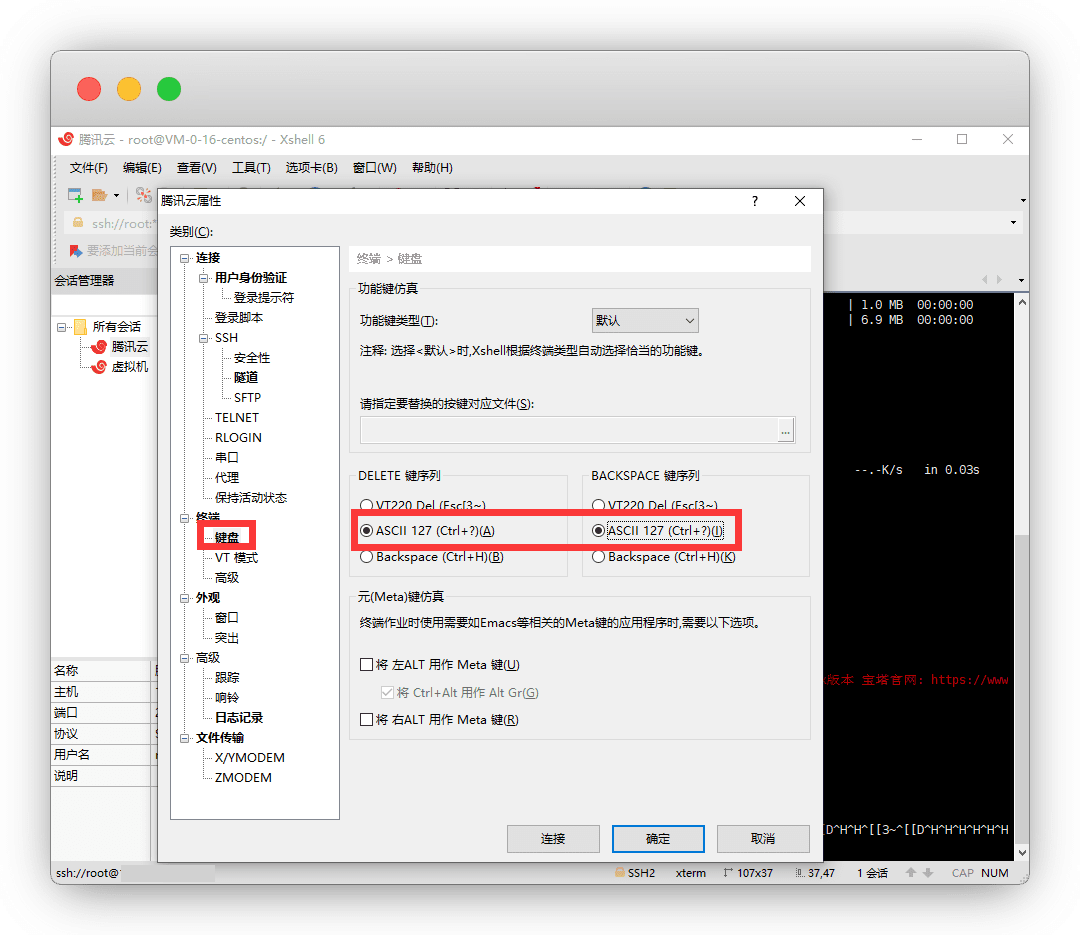 腾讯云 - root@VM-0-16-centos:/ - Xshell 6
文件(F) 编辑(E) 查看(V) 工具(T) 选项卡(B) 窗口(W) 帮助(H)
ssh://root:*
要添加当前会
会话管理器
所有会话
腾讯云
虚拟机
名称
主机
端口
协议
用户名
说明
腾讯云属性
类别(C):
连接
用户身份验证
登录提示符
登录脚本
SSH
安全性
隧道
SFTP
TELNET
RLOGIN
串口
代理
保持活动状态
终端
键盘
VT 模式
高级
外观
窗口
突出
高级
跟踪
响铃
日志记录
文件传输
X/YMODEM
ZMODEM
终端 > 键盘
功能键仿真
功能键类型(T): 默认
注释: 选择<默认>时,Xshell根据终端类型自动选择恰当的功能键。
请指定要替换的按键对应文件(S):
...
DELETE 键序列
VT220 Del (Esc[3~)
ASCII 127 (Ctrl+?)(A)
Backspace (Ctrl+H)(B)
BACKSPACE 键序列
VT220 Del (Esc[3~)
ASCII 127 (Ctrl+?)(I)
Backspace (Ctrl+H)(K)
元(Meta)键仿真
终端作业时使用需要如Emacs等相关的Meta键的应用程序时,需要以下选项。
将 左ALT 用作 Meta 键(U)
将 Ctrl+Alt 用作 Alt Gr(G)
将 右ALT 用作 Meta 键(R)
连接 确定 取消
| 1.0 MB 00:00:00
| 6.9 MB 00:00:00
--.-K/s in 0.03s
版本 宝塔官网: https://www
[D^H^H^[[3~^[[D^H^H^H^H^H^H
ssh://root@ SSH2 xterm 107x37 37,47 1 会话 CAP NUM